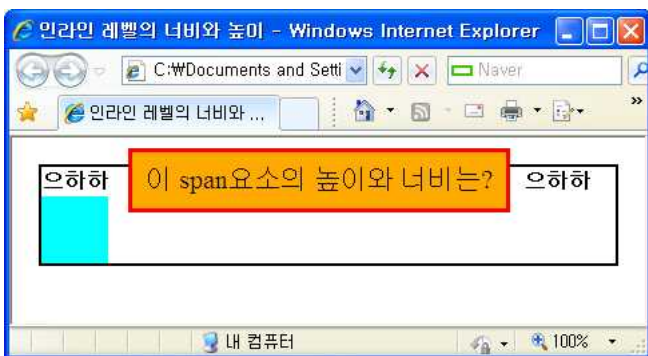 인라인 레벨의 너비와 높이 - Windows Internet Explorer
C:₩Documents and Setti
Naver
인라인 레벨의 너비와 ...
»
으하하 이 span요소의 높이와 너비는? 으하하
내 컴퓨터
100%